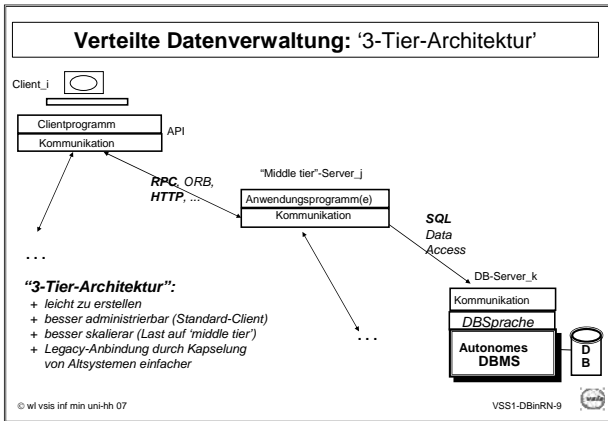 Verteilte Datenverwaltung: '3-Tier-Architektur'
Client_i
Clientprogramm
API
Kommunikation
RPC, ORB,
HTTP, ...
"Middle tier"-Server_j
Anwendungsprogramm(e)
Kommunikation
SQL
Data
Access
. . .
DB-Server_k
"3-Tier-Architektur":
+ leicht zu erstellen
+ besser administrierbar (Standard-Client)
+ besser skalierar (Last auf 'middle tier')
+ Legacy-Anbindung durch Kapselung
von Altsystemen einfacher
. . .
Kommunikation
DBSprache
Autonomes
DBMS
D
B
© wl vsis inf min uni-hh 07
VSS1-DBinRN-9